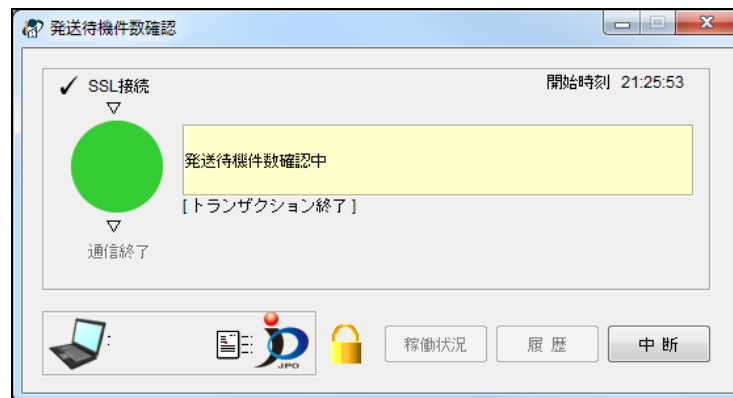 発送待機件数確認
✓ SSL接続
開始時刻 21:25:53
▽
発送待機件数確認中
[トランザクション終了]
▽
通信終了
JPO
稼働状況
履 歴
中 断